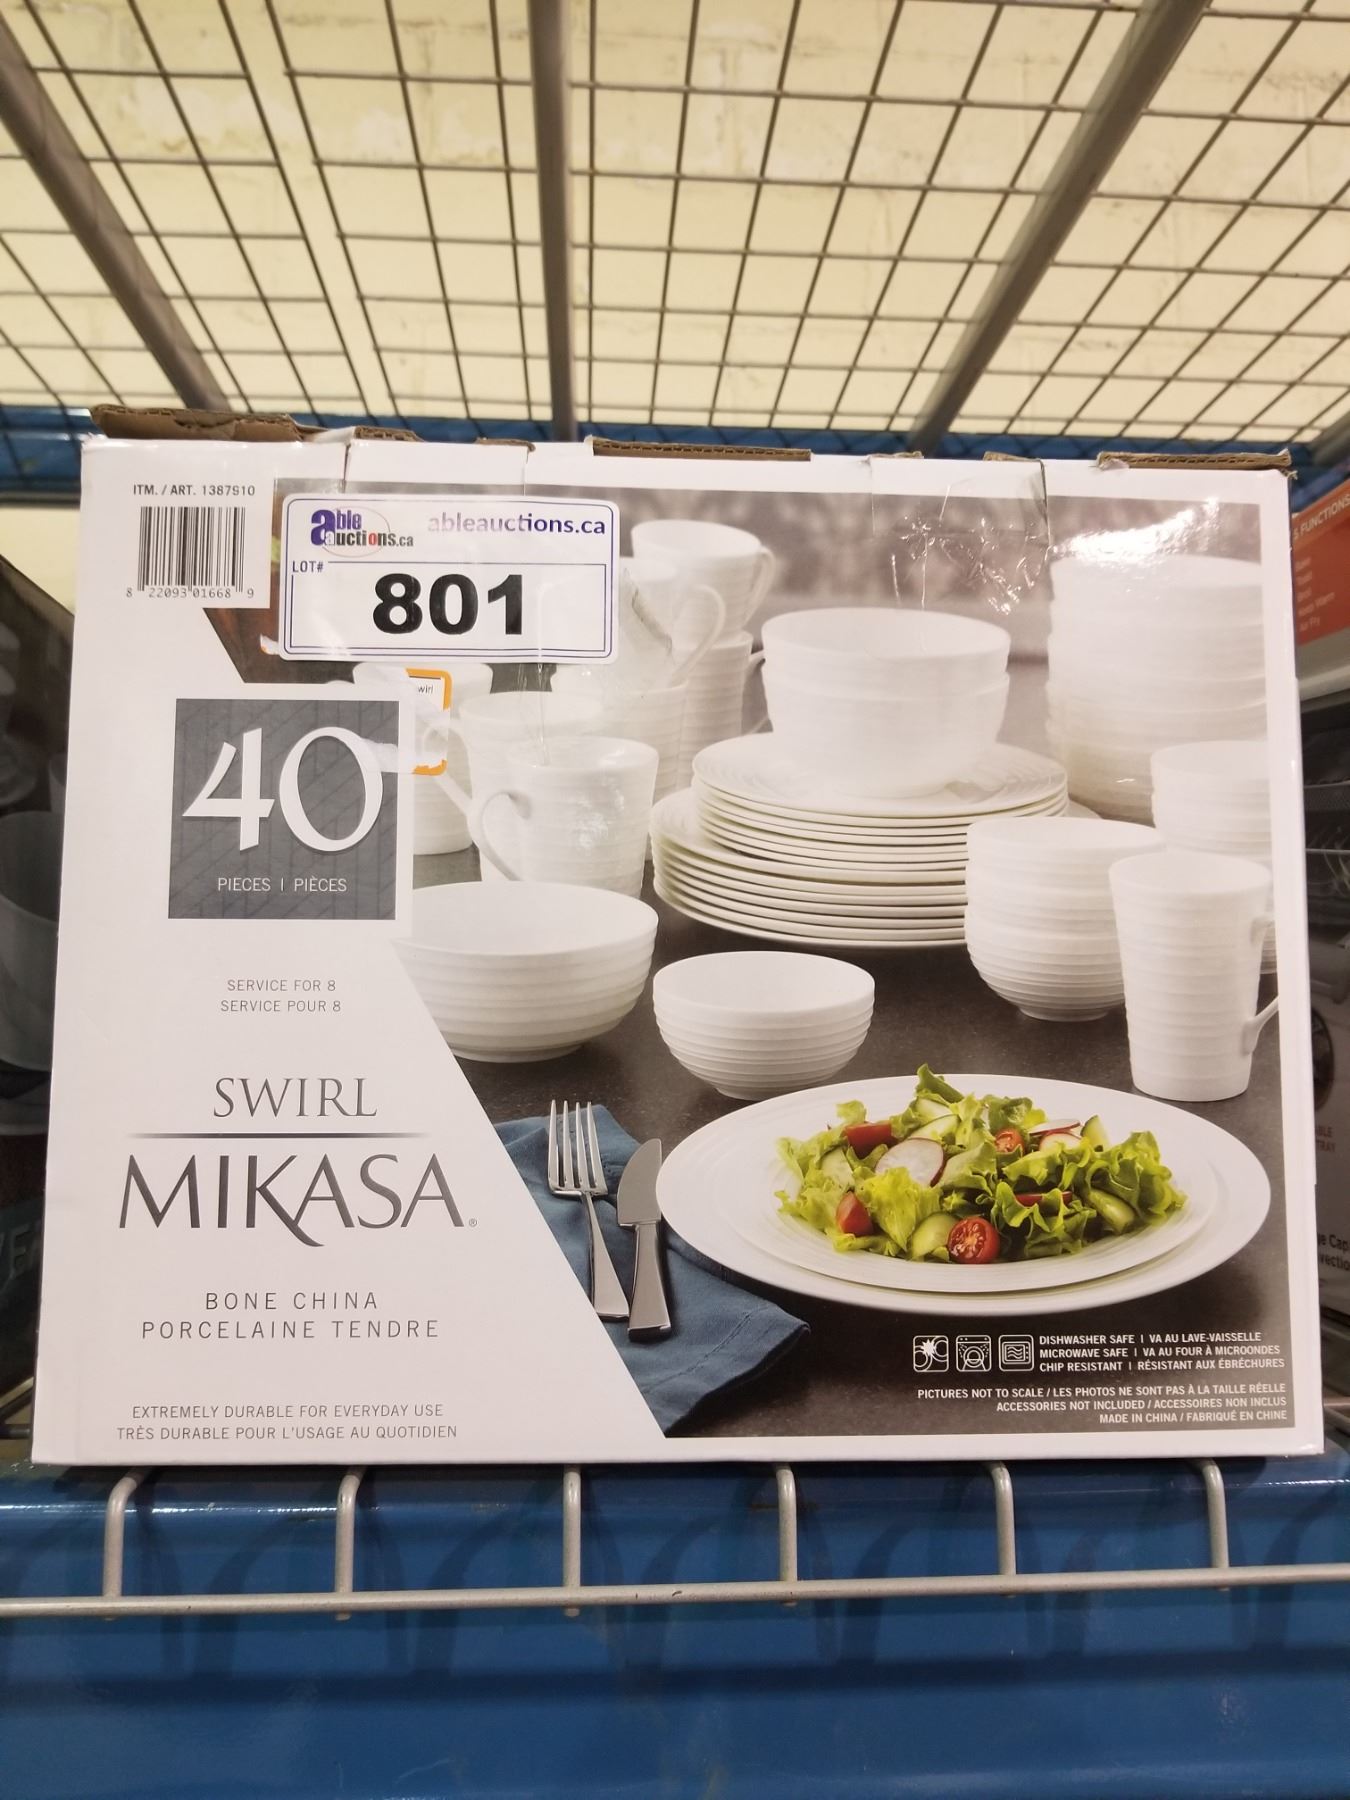 ITM. / ART. 1387910
8 22093 01668 9
able auctions.ca
ableauctions.ca
LOT#
801
wirl
40
PIECES | PIÈCES
SERVICE FOR 8
SERVICE POUR 8
SWIRL
MIKASA®
BONE CHINA
PORCELAINE TENDRE
EXTREMELY DURABLE FOR EVERYDAY USE
TRÈS DURABLE POUR L'USAGE AU QUOTIDIEN
DISHWASHER SAFE | VA AU LAVE-VAISSELLE
MICROWAVE SAFE | VA AU FOUR À MICROONDES
CHIP RESISTANT | RÉSISTANT AUX ÉBRÉCHURES
PICTURES NOT TO SCALE / LES PHOTOS NE SONT PAS À LA TAILLE RÉELLE
ACCESSORIES NOT INCLUDED / ACCESSOIRES NON INCLUS
MADE IN CHINA / FABRIQUÉ EN CHINE
S FUNCTIONS
Air Fry